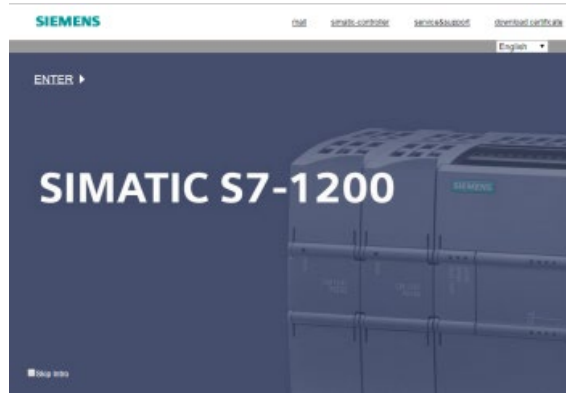 SIEMENS
mail simatic-controller service&support download certificate
English
ENTER
SIMATIC S7-1200
SIEMENS
Skip Intro